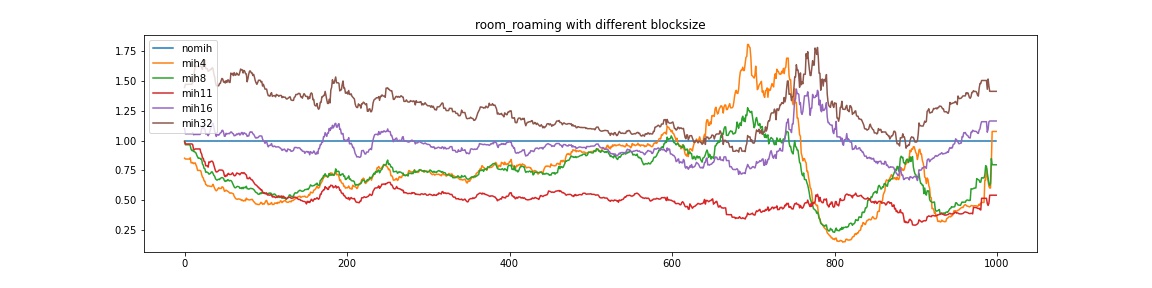 room_roaming with different blocksize
1.75
1.50
1.25
1.00
0.75
0.50
0.25
nomih
mih4
mih8
mih11
mih16
mih32
0 200 400 600 800 1000